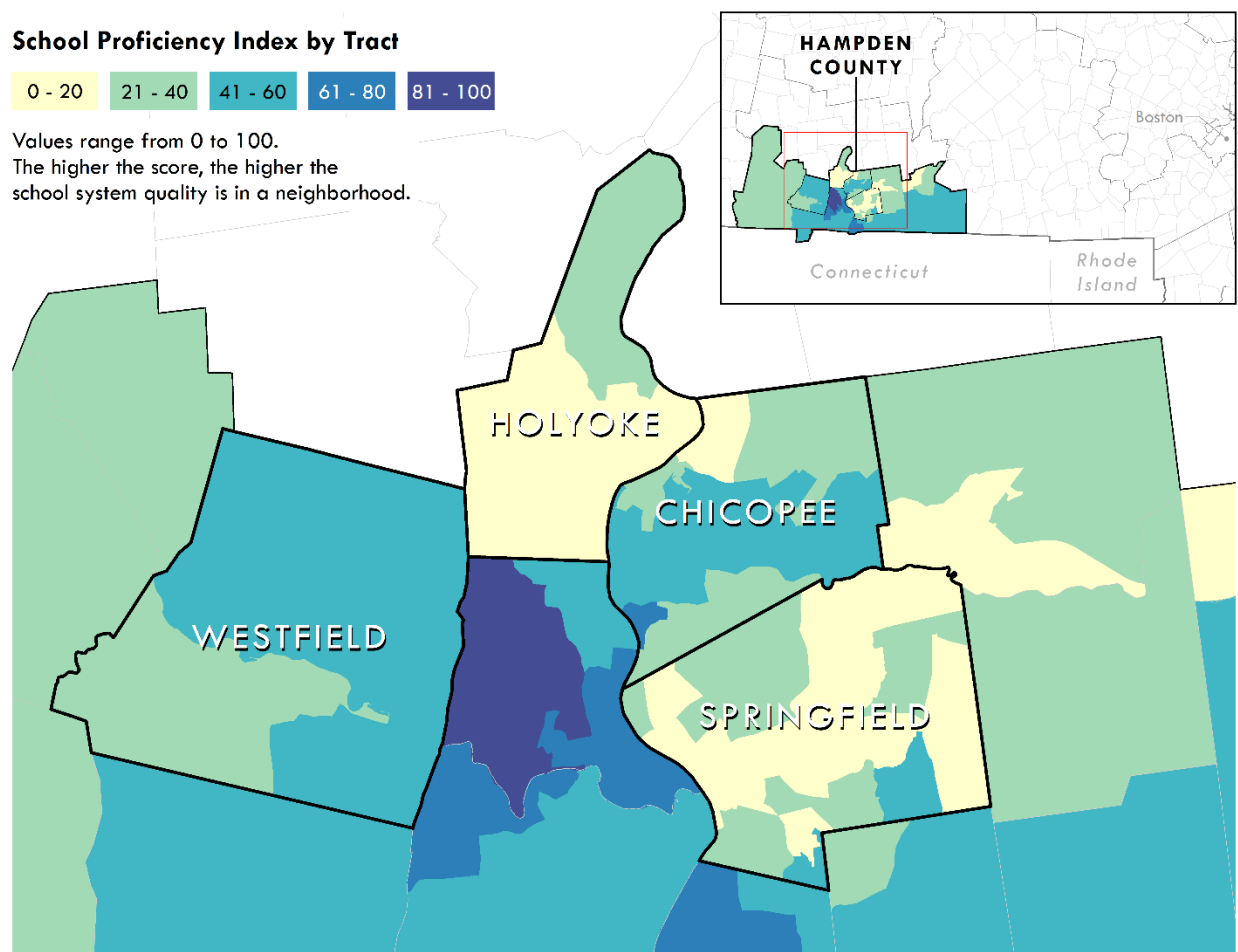 School Proficiency Index by Tract
0 - 20
21 - 40
41 - 60
61 - 80
81 - 100
Values range from 0 to 100.
The higher the score, the higher the
school system quality is in a neighborhood.
HAMPDEN
COUNTY
Boston
Connecticut
Rhode
Island
HOLYOKE
CHICOPEE
WESTFIELD
SPRINGFIELD